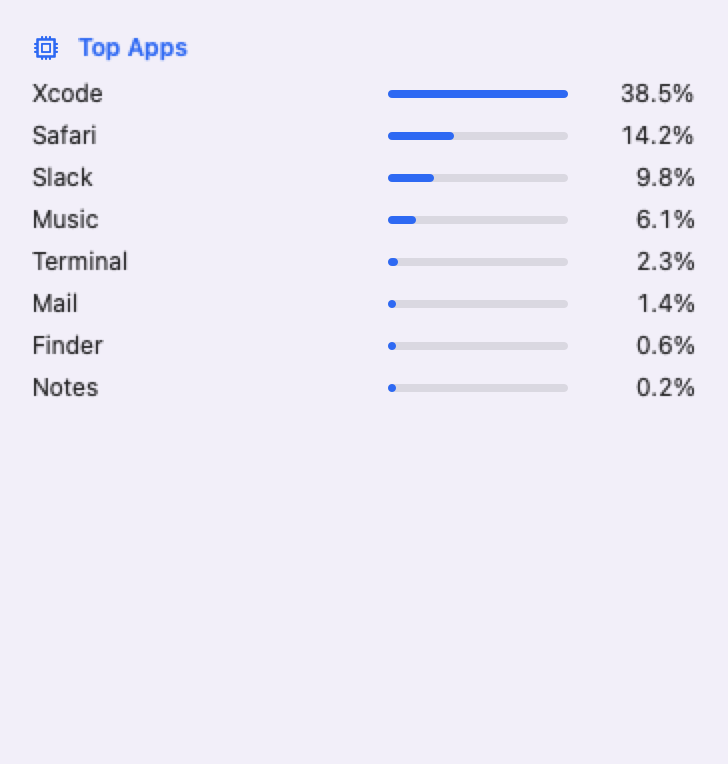 Top Apps
Xcode 38.5%
Safari 14.2%
Slack 9.8%
Music 6.1%
Terminal 2.3%
Mail 1.4%
Finder 0.6%
Notes 0.2%